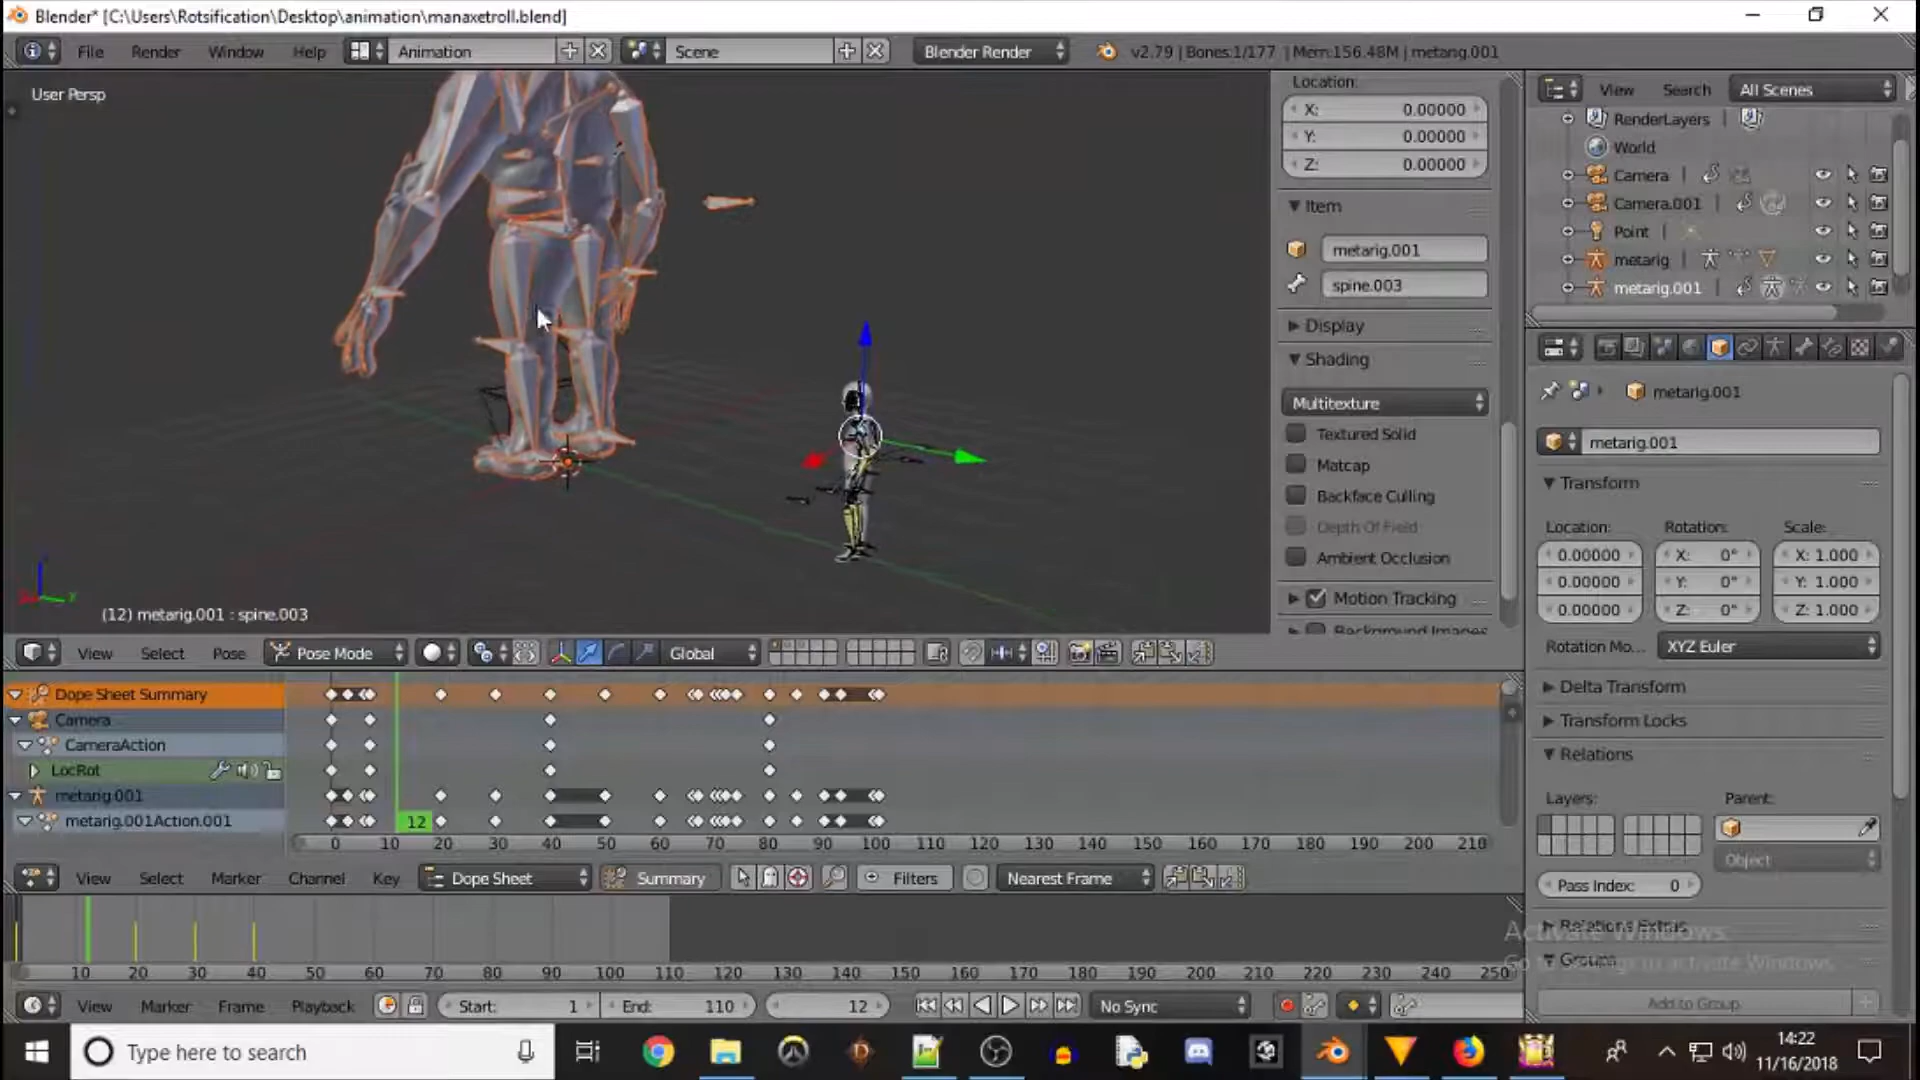 Blender* [C:\Users\Rotsification\Desktop\animation\manaxetroll.blend]
File Render Window Help Animation Scene Blender Render v2.79 | Bones:1/177 | Mem:156.48M | metarig.001
User Persp
(12) metarig.001 : spine.003
Location:
X: 0.00000
Y: 0.00000
Z: 0.00000
Item
metarig.001
spine.003
Display
Shading
Multitexture
Textured Solid
Matcap
Backface Culling
Depth Of Field
Ambient Occlusion
Motion Tracking
Background Images
View Search All Scenes
RenderLayers
World
Camera
Camera.001
Point
metarig
metarig.001
metarig.001
metarig.001
Transform
Location: Rotation: Scale:
0.00000 X: 0° X: 1.000
0.00000 Y: 0° Y: 1.000
0.00000 Z: 0° Z: 1.000
Rotation Mo... XYZ Euler
Delta Transform
Transform Locks
Relations
Layers: Parent:
Object
Pass Index: 0
Relations Extras
Activate Windows
Groups
Add to Group
View Select Pose Pose Mode Global
Dope Sheet Summary
Camera
CameraAction
LocRot
metarig.001
metarig.001Action.001
12
0 10 20 30 40 50 60 70 80 90 100 110 120 130 140 150 160 170 180 190 200 210
View Select Marker Channel Key Dope Sheet Summary Filters Nearest Frame
10 20 30 40 50 60 70 80 90 100 110 120 130 140 150 160 170 180 190 200 210 220 230 240 250
View Marker Frame Playback Start: 1 End: 110 12 No Sync
Type here to search
14:22
11/16/2018